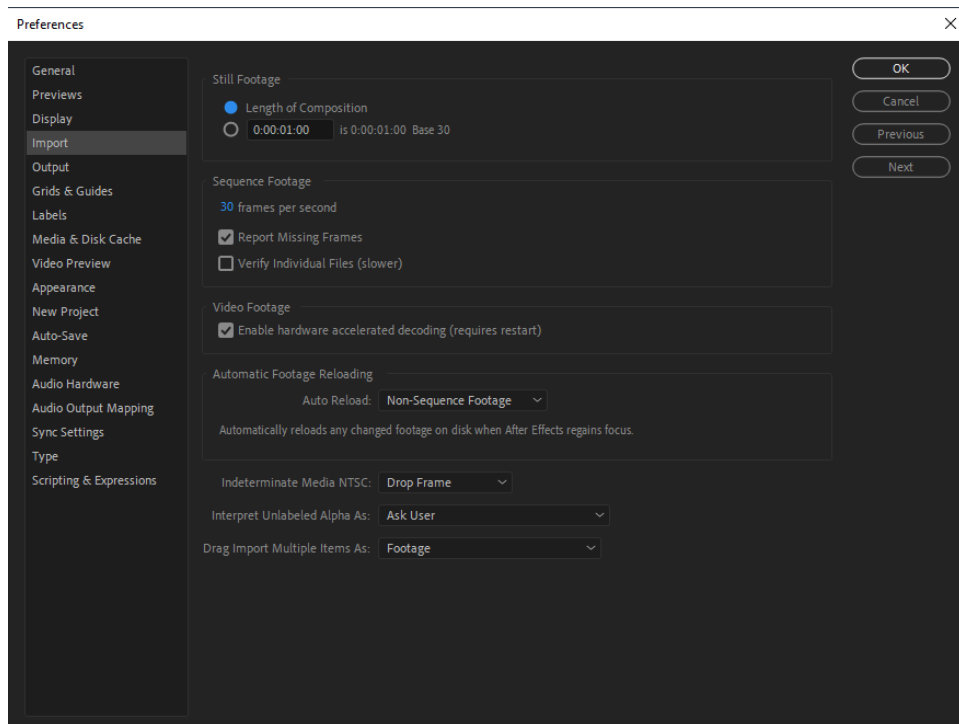 Preferences
General
Previews
Display
Import
Output
Grids & Guides
Labels
Media & Disk Cache
Video Preview
Appearance
New Project
Auto-Save
Memory
Audio Hardware
Audio Output Mapping
Sync Settings
Type
Scripting & Expressions
Still Footage
Length of Composition
0:00:01:00 is 0:00:01:00 Base 30
Sequence Footage
30 frames per second
Report Missing Frames
Verify Individual Files (slower)
Video Footage
Enable hardware accelerated decoding (requires restart)
Automatic Footage Reloading
Auto Reload: Non-Sequence Footage
Automatically reloads any changed footage on disk when After Effects regains focus.
Indeterminate Media NTSC: Drop Frame
Interpret Unlabeled Alpha As: Ask User
Drag Import Multiple Items As: Footage
OK
Cancel
Previous
Next